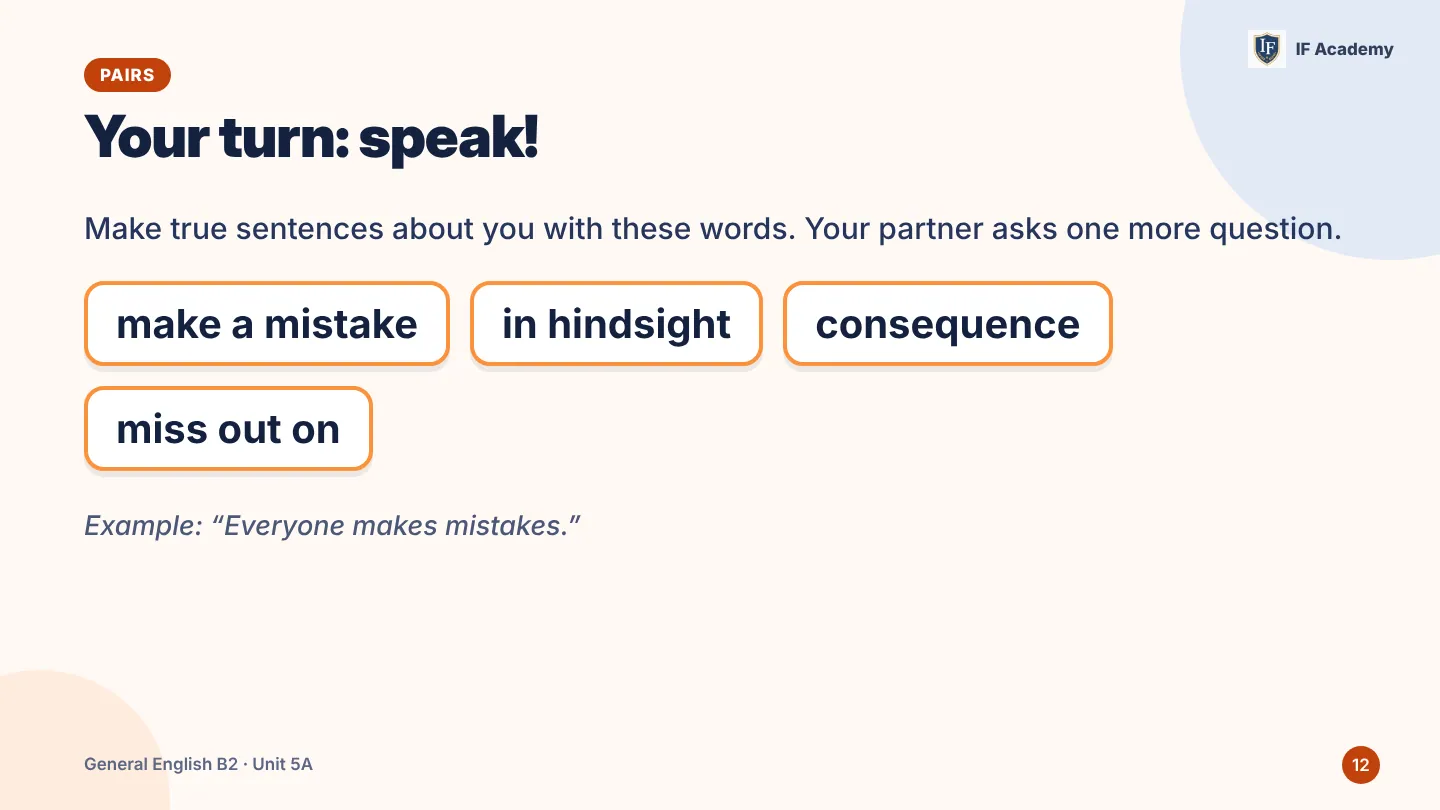 IF Academy
PAIRS
Your turn: speak!
Make true sentences about you with these words. Your partner asks one more question.
make a mistake
in hindsight
consequence
miss out on
Example: “Everyone makes mistakes.”
General English B2 · Unit 5A
12